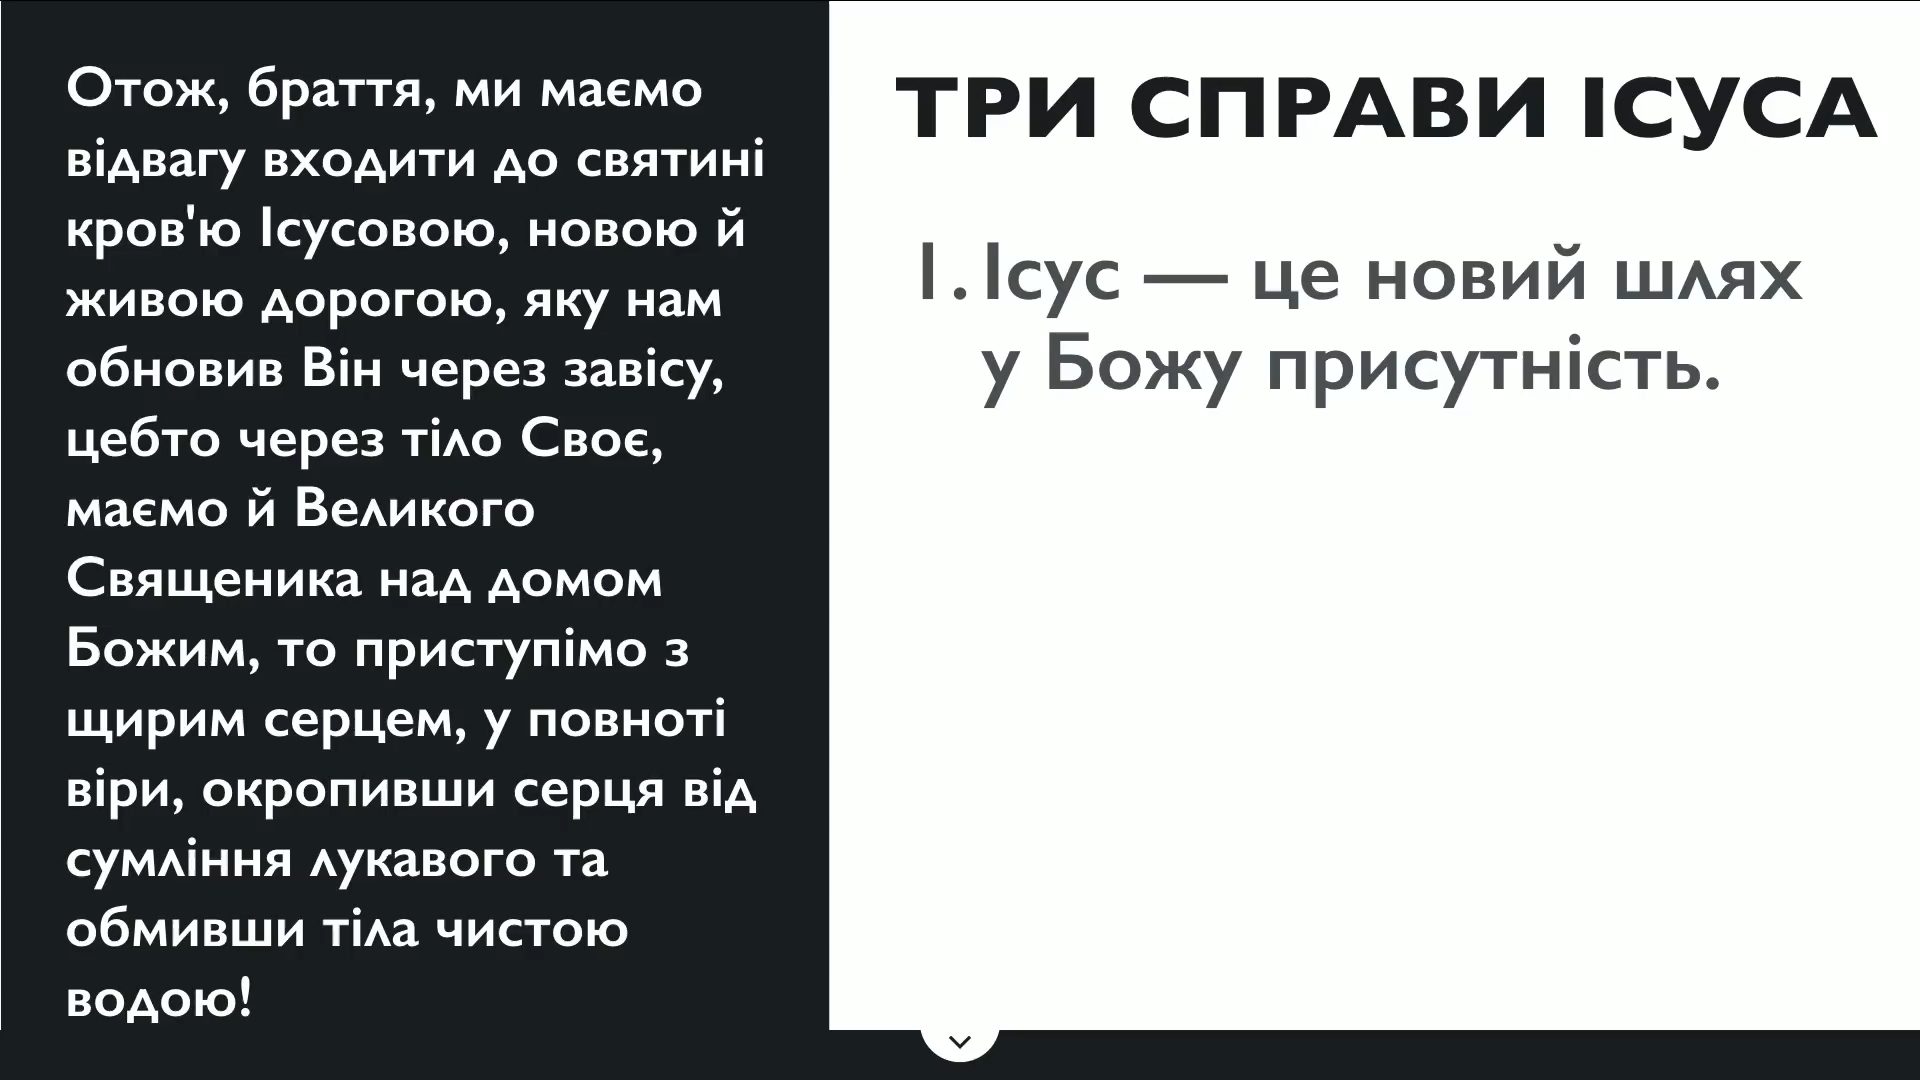 Отож, браття, ми маємо
відвагу входити до святині
кров'ю Ісусовою, новою й
живою дорогою, яку нам
обновив Він через завісу,
цебто через тіло Своє,
маємо й Великого
Священика над домом
Божим, то приступімо з
щирим серцем, у повноті
віри, окропивши серця від
сумління лукавого та
обмивши тіла чистою
водою!
ТРИ СПРАВИ ІСУСА
1. Ісус — це новий шлях
у Божу присутність.